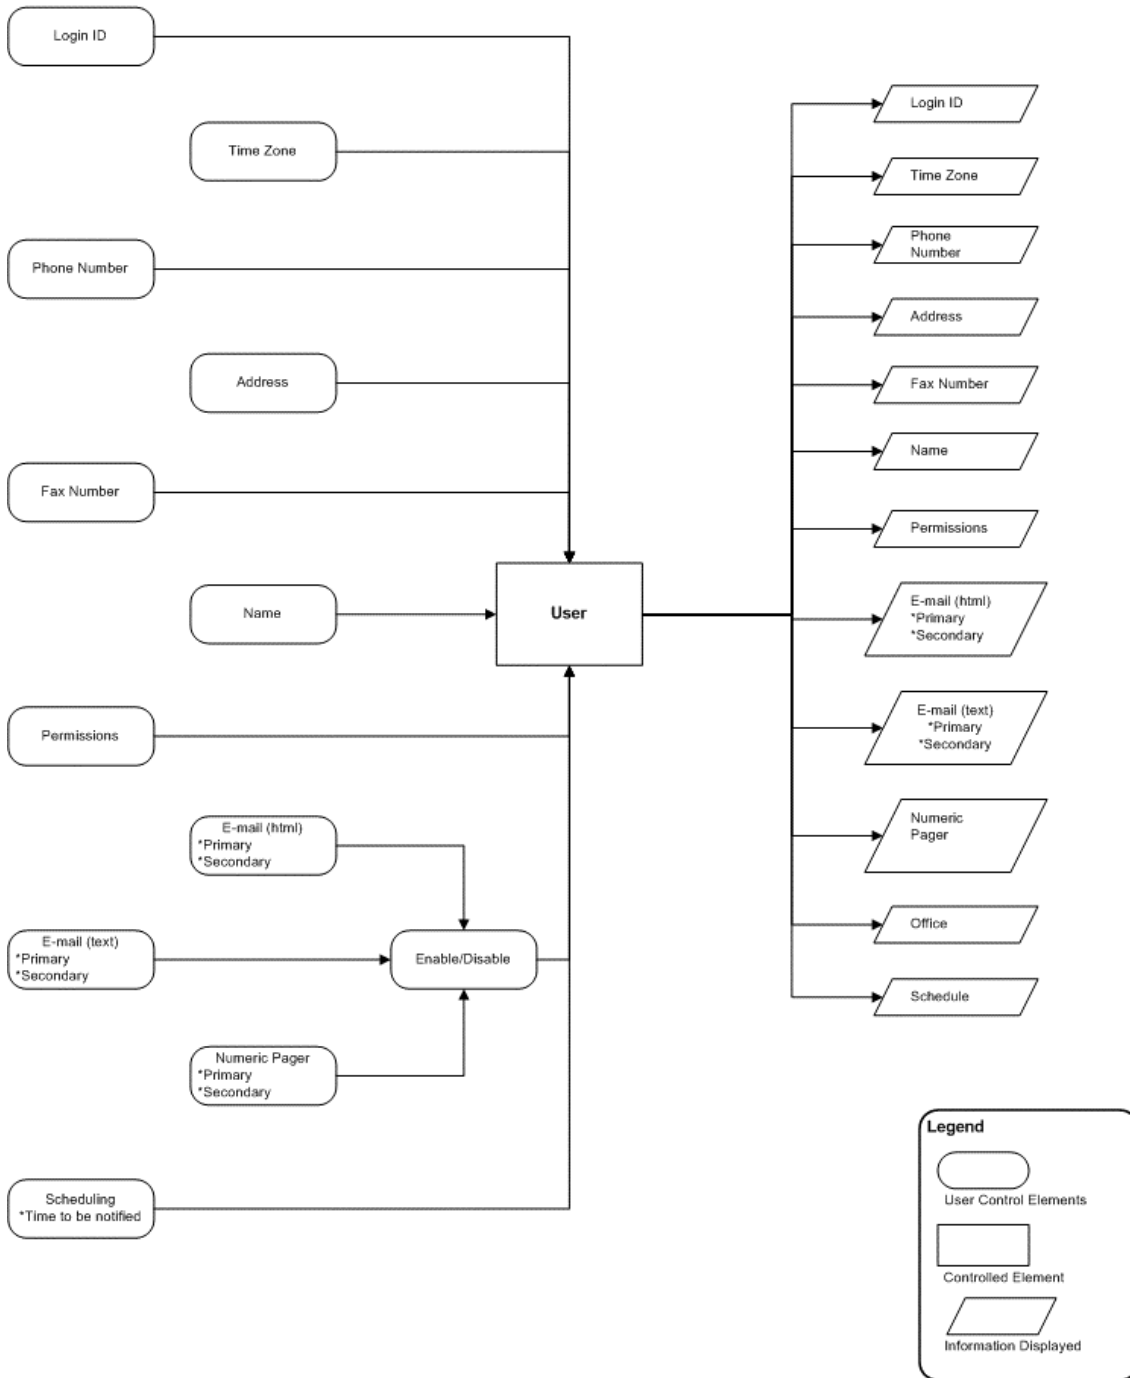 Login ID
Time Zone
Phone Number
Address
Fax Number
Name
Permissions
E-mail (html)
*Primary
*Secondary
E-mail (text)
*Primary
*Secondary
Enable/Disable
Numeric Pager
*Primary
*Secondary
Scheduling
*Time to be notified
User
Login ID
Time Zone
Phone
Number
Address
Fax Number
Name
Permissions
E-mail (html)
*Primary
*Secondary
E-mail (text)
*Primary
*Secondary
Numeric
Pager
Office
Schedule
Legend
User Control Elements
Controlled Element
Information Displayed